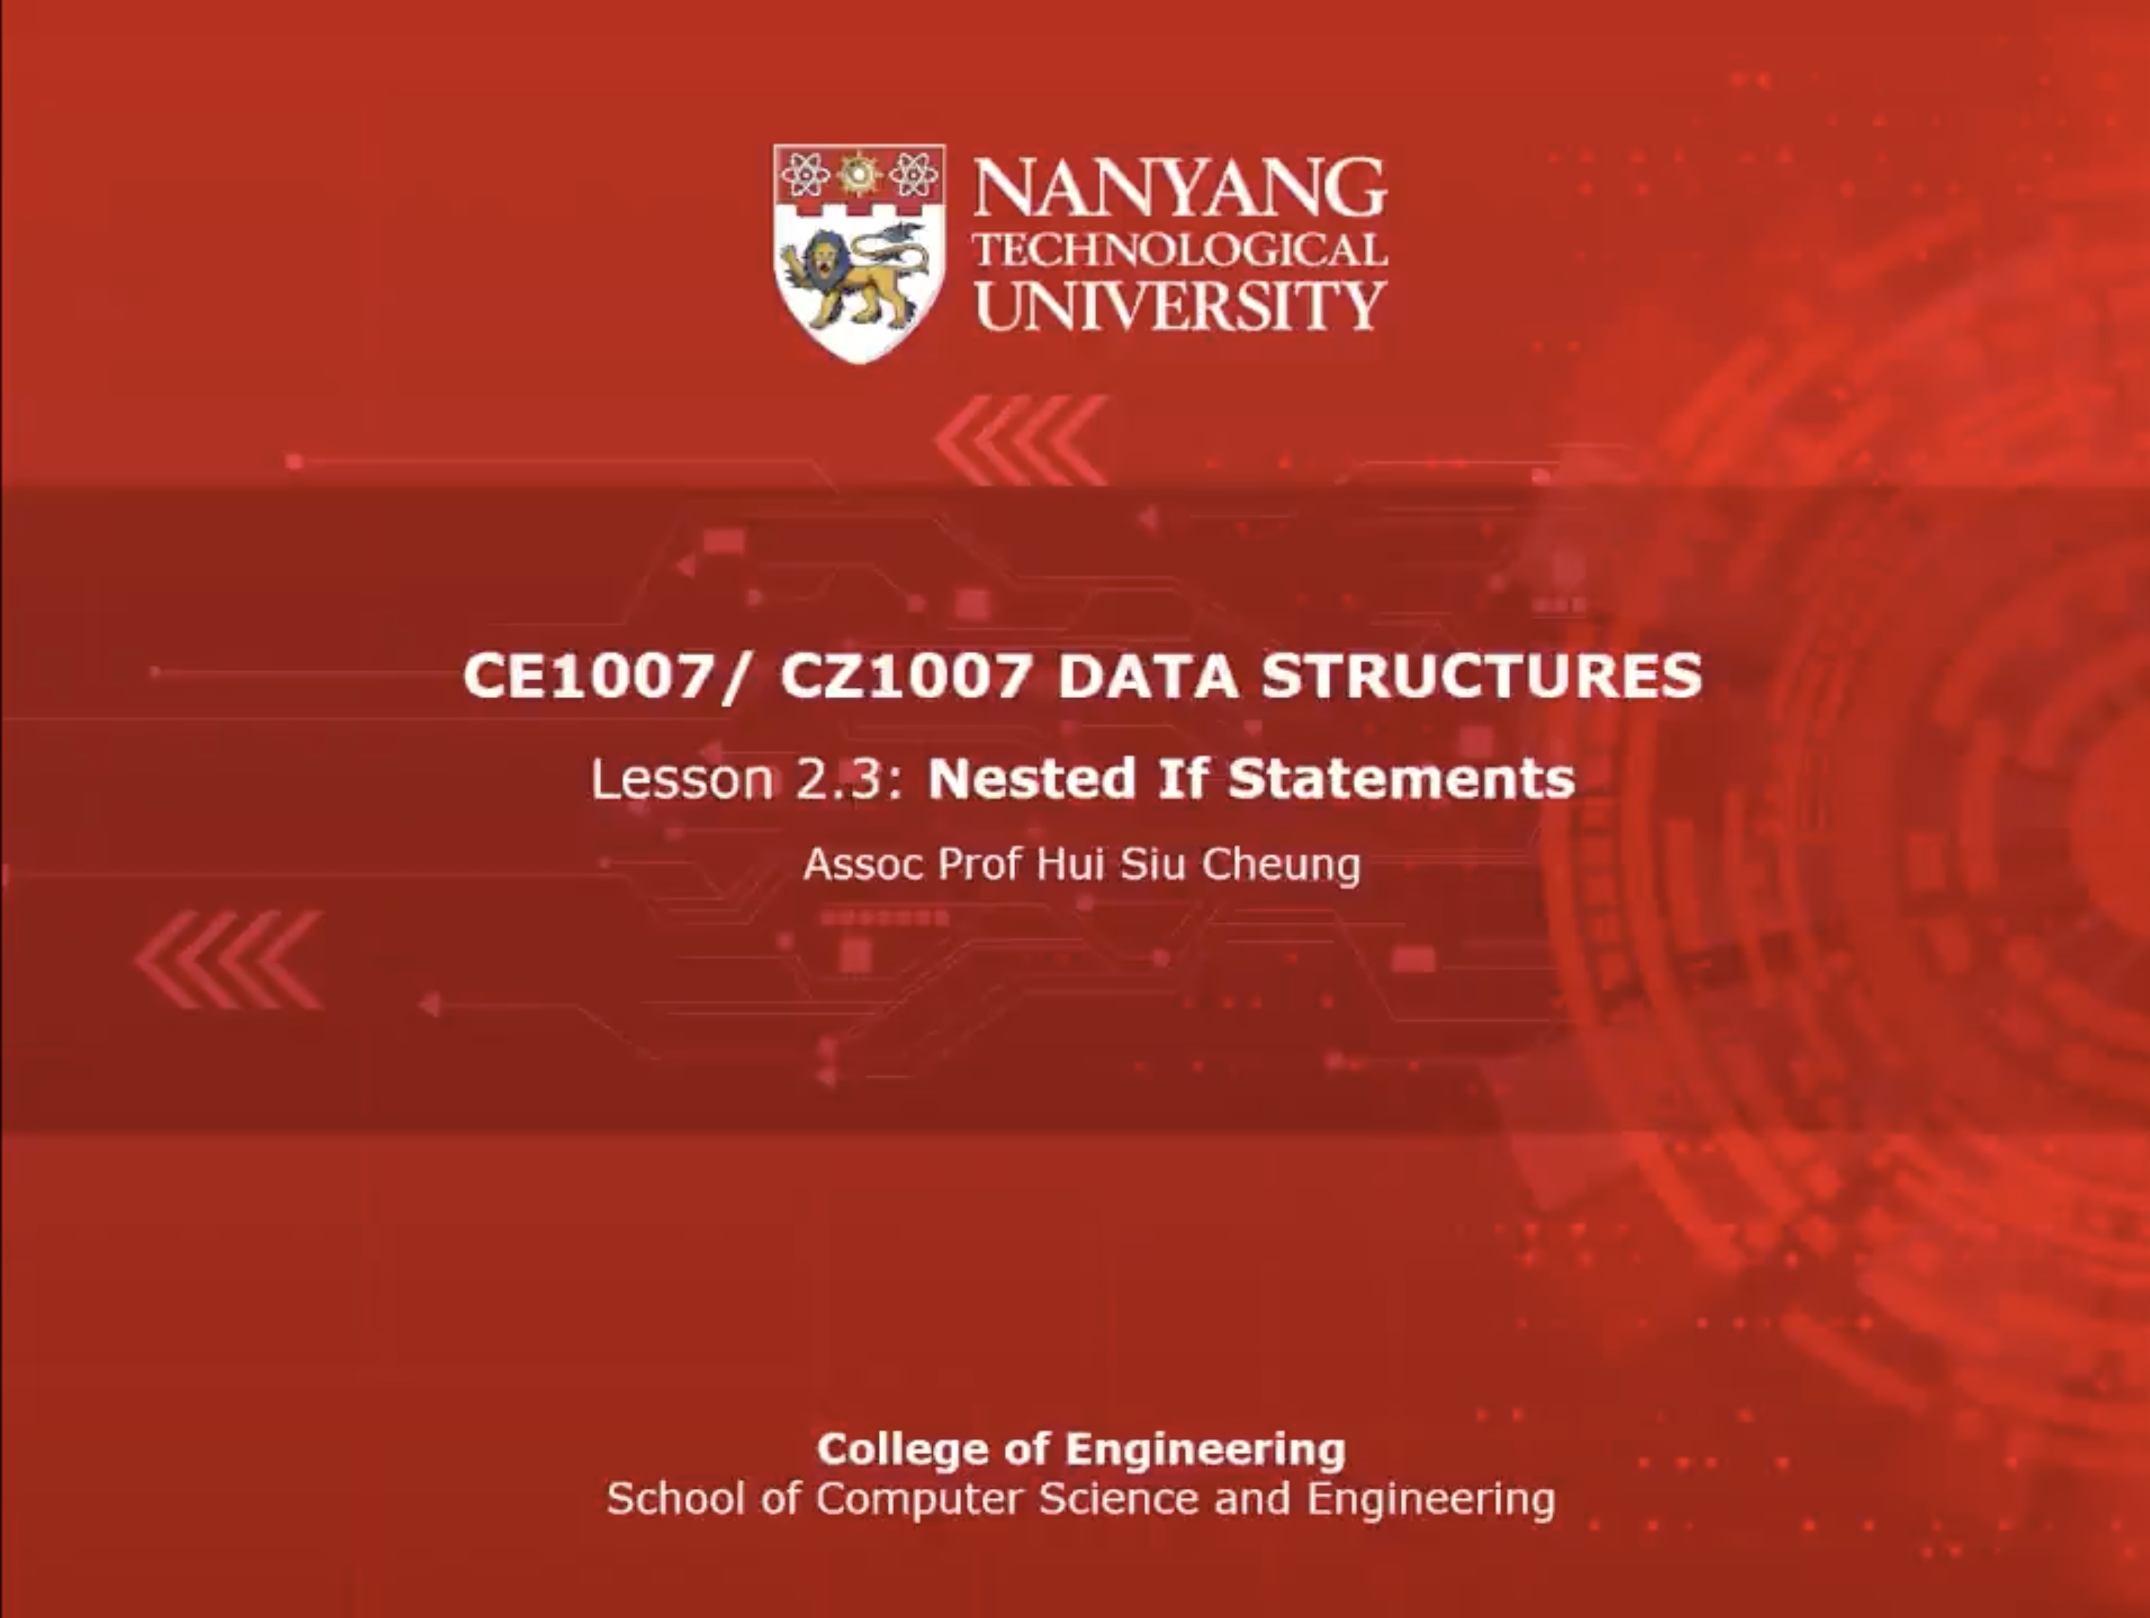 NANYANG
TECHNOLOGICAL
UNIVERSITY
CE1007/ CZ1007 DATA STRUCTURES
Lesson 2.3: Nested If Statements
Assoc Prof Hui Siu Cheung
College of Engineering
School of Computer Science and Engineering